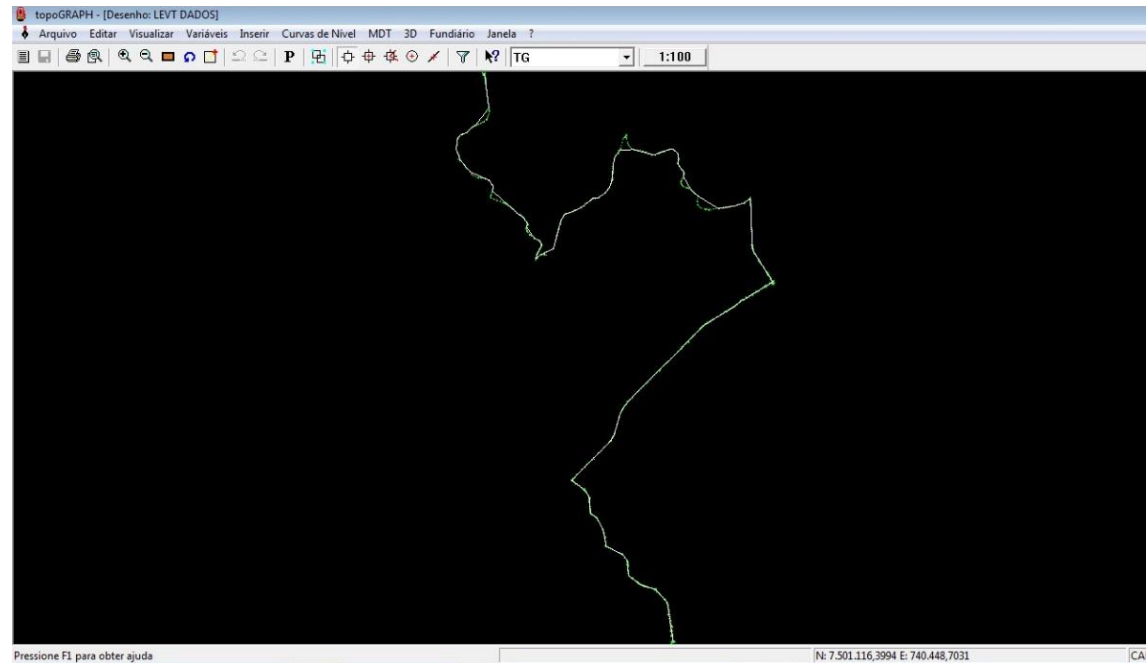 topoGRAPH - [Desenho: LEVT DADOS]
Arquivo Editar Visualizar Variáveis Inserir Curvas de Nível MDT 3D Fundiário Janela ?
P TG 1:100
Pressione F1 para obter ajuda N: 7.501.116,3994 E: 740.448,7031 CA